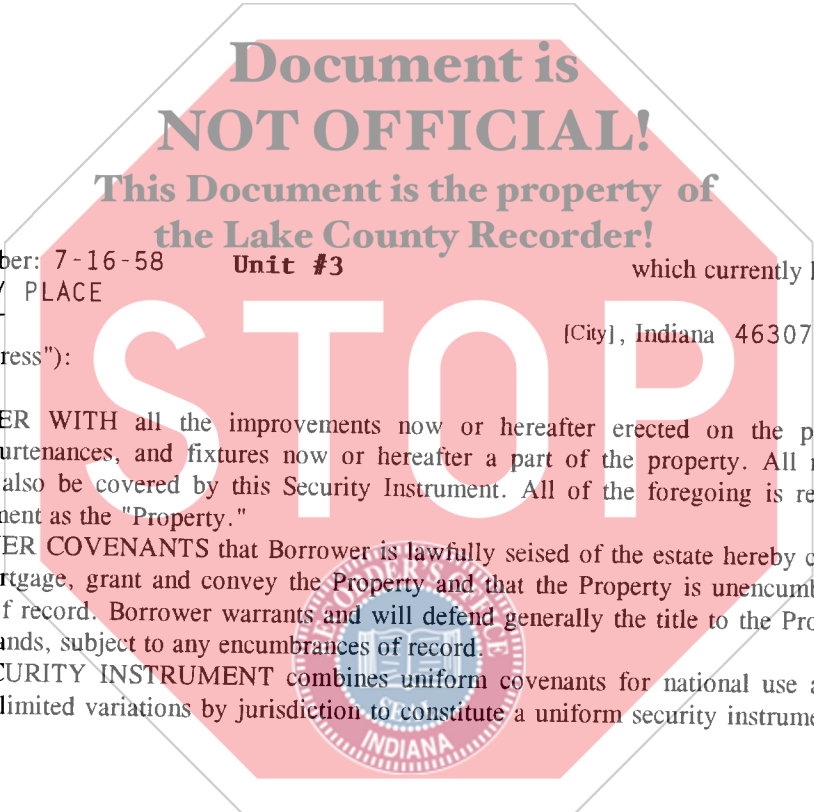 Document is
NOT OFFICIAL!
This Document is the property of
the Lake County Recorder!
ber: 7-16-58 Unit #3 which currently
PLACE
[City], Indiana 46307
ress"):
STOP
ER WITH all the improvements now or hereafter erected on the p
urtenances, and fixtures now or hereafter a part of the property. All
also be covered by this Security Instrument. All of the foregoing is re
ment as the "Property."
ER COVENANTS that Borrower is lawfully seised of the estate hereby c
rtgage, grant and convey the Property and that the Property is unencumb
f record. Borrower warrants and will defend generally the title to the Pro
ands, subject to any encumbrances of record.
CURITY INSTRUMENT combines uniform covenants for national use a
limited variations by jurisdiction to constitute a uniform security instrume
RECORDER'S OFFICE
SEAL
INDIANA